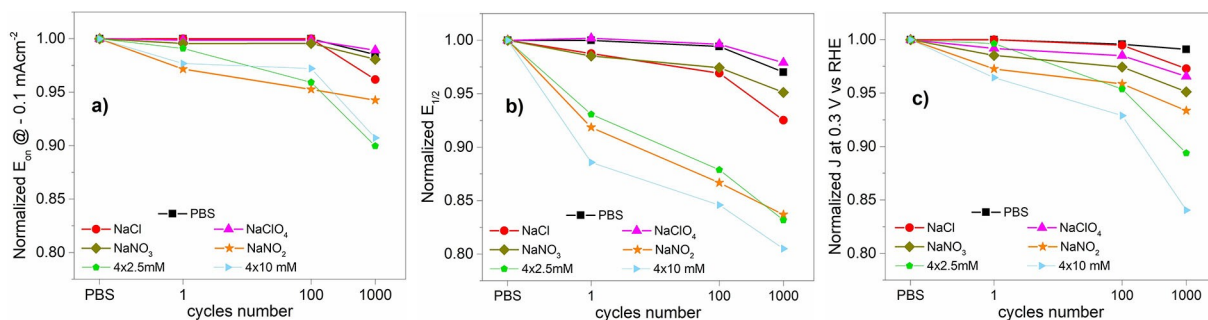 Normalized E_on @ - 0.1 mAcm⁻²
1.00
0.95
0.90
0.85
0.80
a)
PBS
NaCl NaClO₄
NaNO₃ NaNO₂
4x2.5mM 4x10 mM
PBS 1 100 1000
cycles number
Normalized E₁/₂
1.00
0.95
0.90
0.85
0.80
b)
PBS
NaCl NaClO₄
NaNO₃ NaNO₂
4x2.5mM 4x10 mM
PBS 1 100 1000
cycles number
Normalized J at 0.3 V vs RHE
1.00
0.95
0.90
0.85
0.80
c)
PBS
NaCl NaClO₄
NaNO₃ NaNO₂
4x2.5mM 4x10 mM
PBS 1 100 1000
cycles number